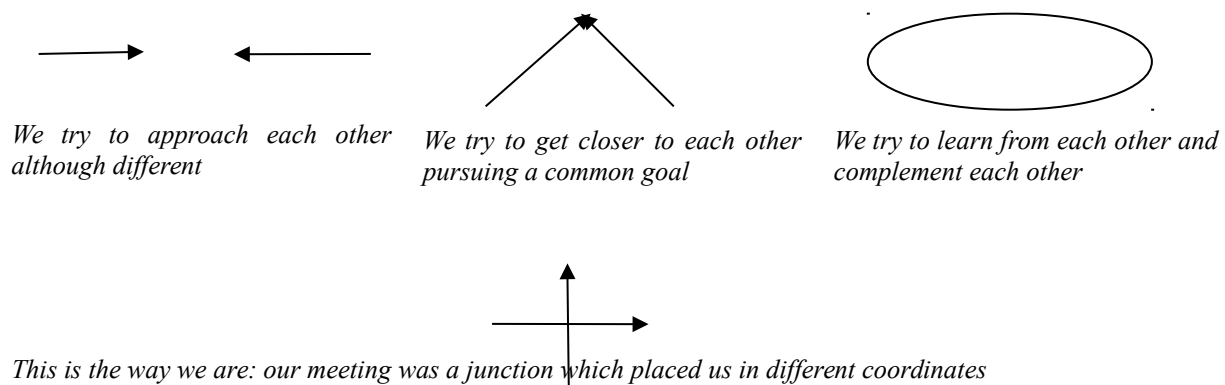 We try to approach each other
although different
We try to get closer to each other
pursuing a common goal
We try to learn from each other and
complement each other
This is the way we are: our meeting was a junction which placed us in different coordinates